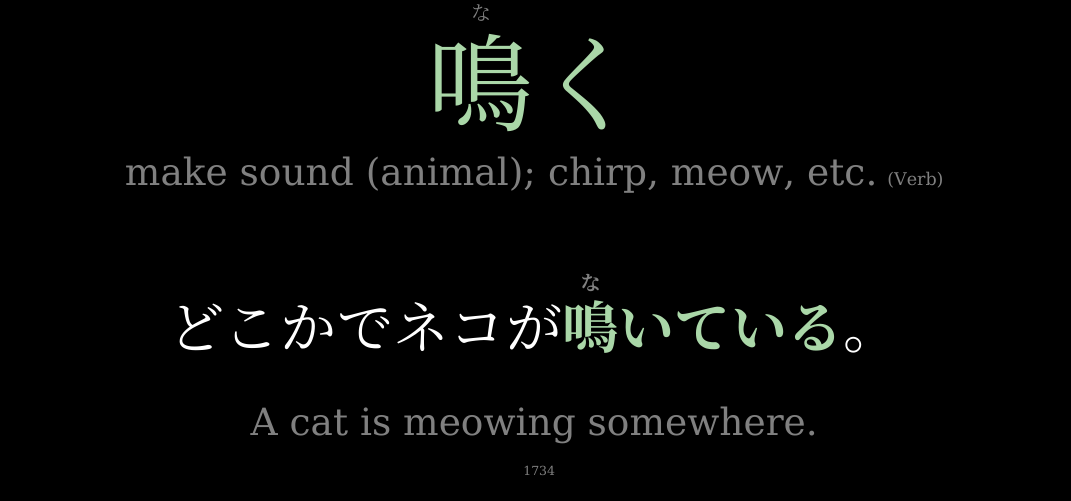 な
鳴く
make sound (animal); chirp, meow, etc. (Verb)
な
どこかでネコが鳴いている。
A cat is meowing somewhere.
1734